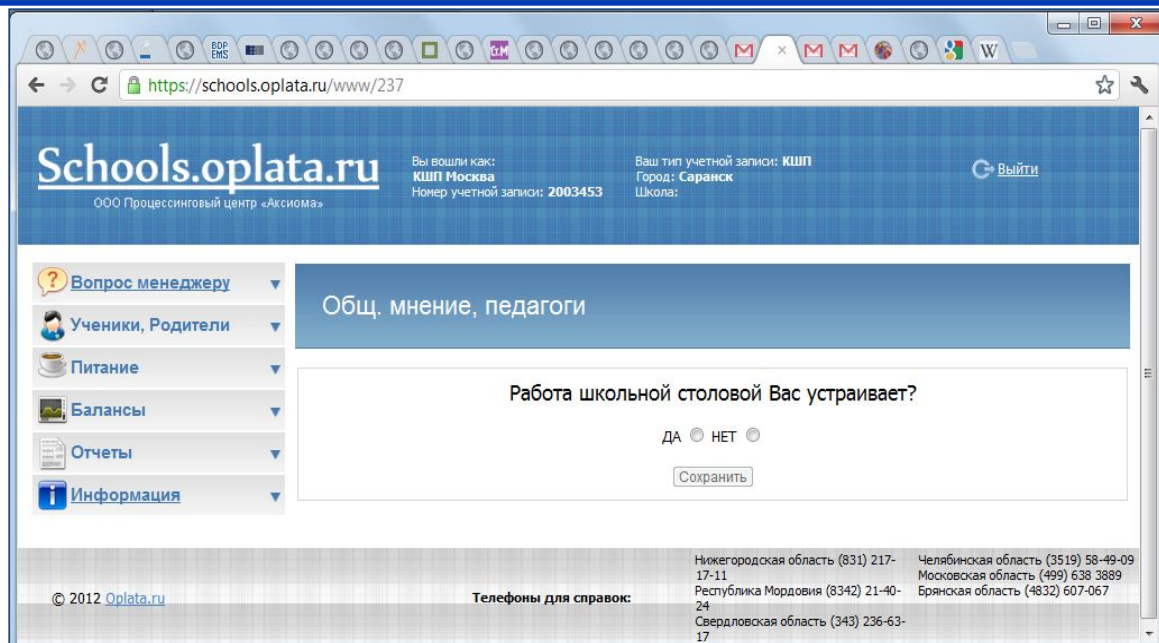 BDP
EMS
Ct.M
W
https://schools.oplata.ru/www/237
Schools.oplata.ru
ООО Процессинговый центр «Аксиома»
Вы вошли как:
КШП Москва
Номер учетной записи: 2003453
Ваш тип учетной записи: КШП
Город: Саранск
Школа:
Выйти
Вопрос менеджеру
Ученики, Родители
Питание
Балансы
Отчеты
Информация
Общ. мнение, педагоги
Работа школьной столовой Вас устраивает?
ДА НЕТ
Сохранить
© 2012 Oplata.ru
Телефоны для справок:
Нижегородская область (831) 217-
17-11
Республика Мордовия (8342) 21-40-
24
Свердловская область (343) 236-63-
17
Челябинская область (3519) 58-49-09
Московская область (499) 638 3889
Брянская область (4832) 607-067